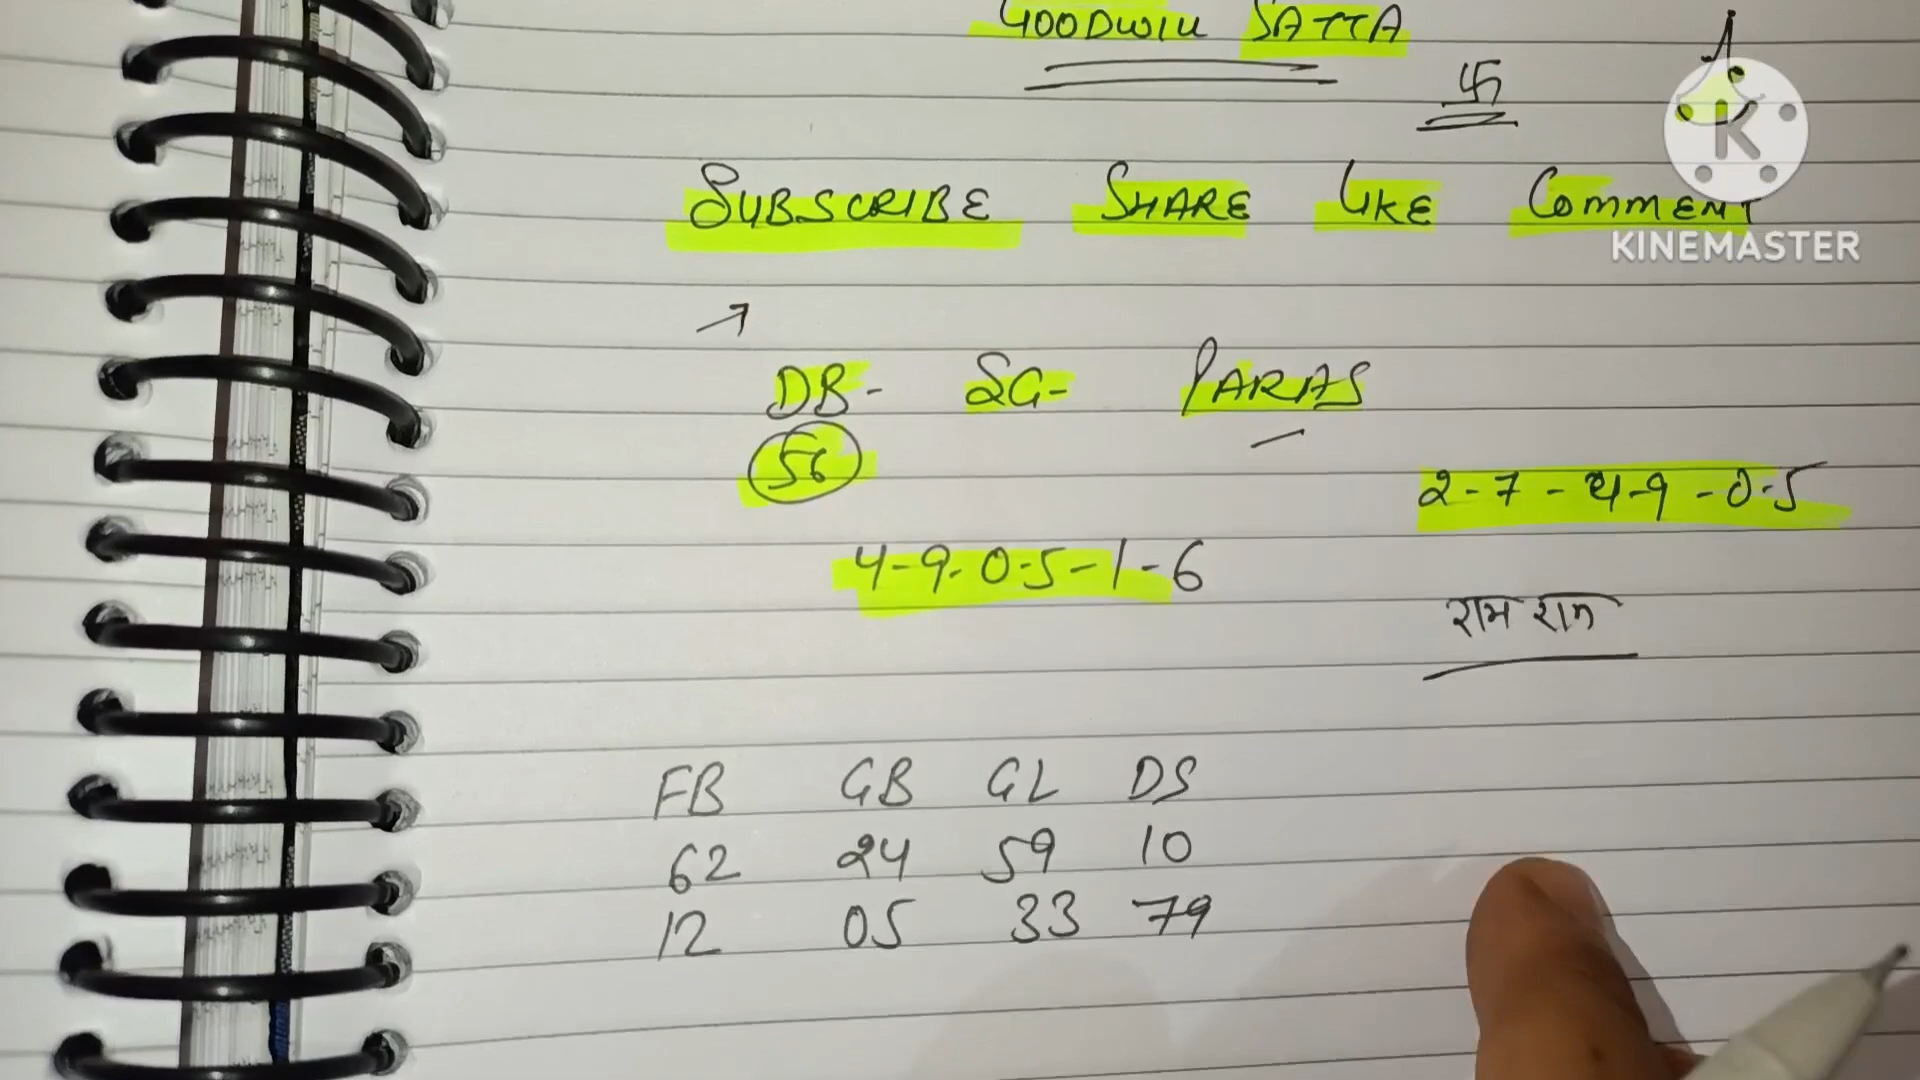 GOODWIN SATTA
卐
SUBSCRIBE SHARE LIKE COMMENT
K
KINEMASTER
DB- SG- PARAS
56
2-7-4-9-0-5
4-9-0-5-1-6
राम राम
FB GB GL DS
62 24 59 10
12 05 33 79